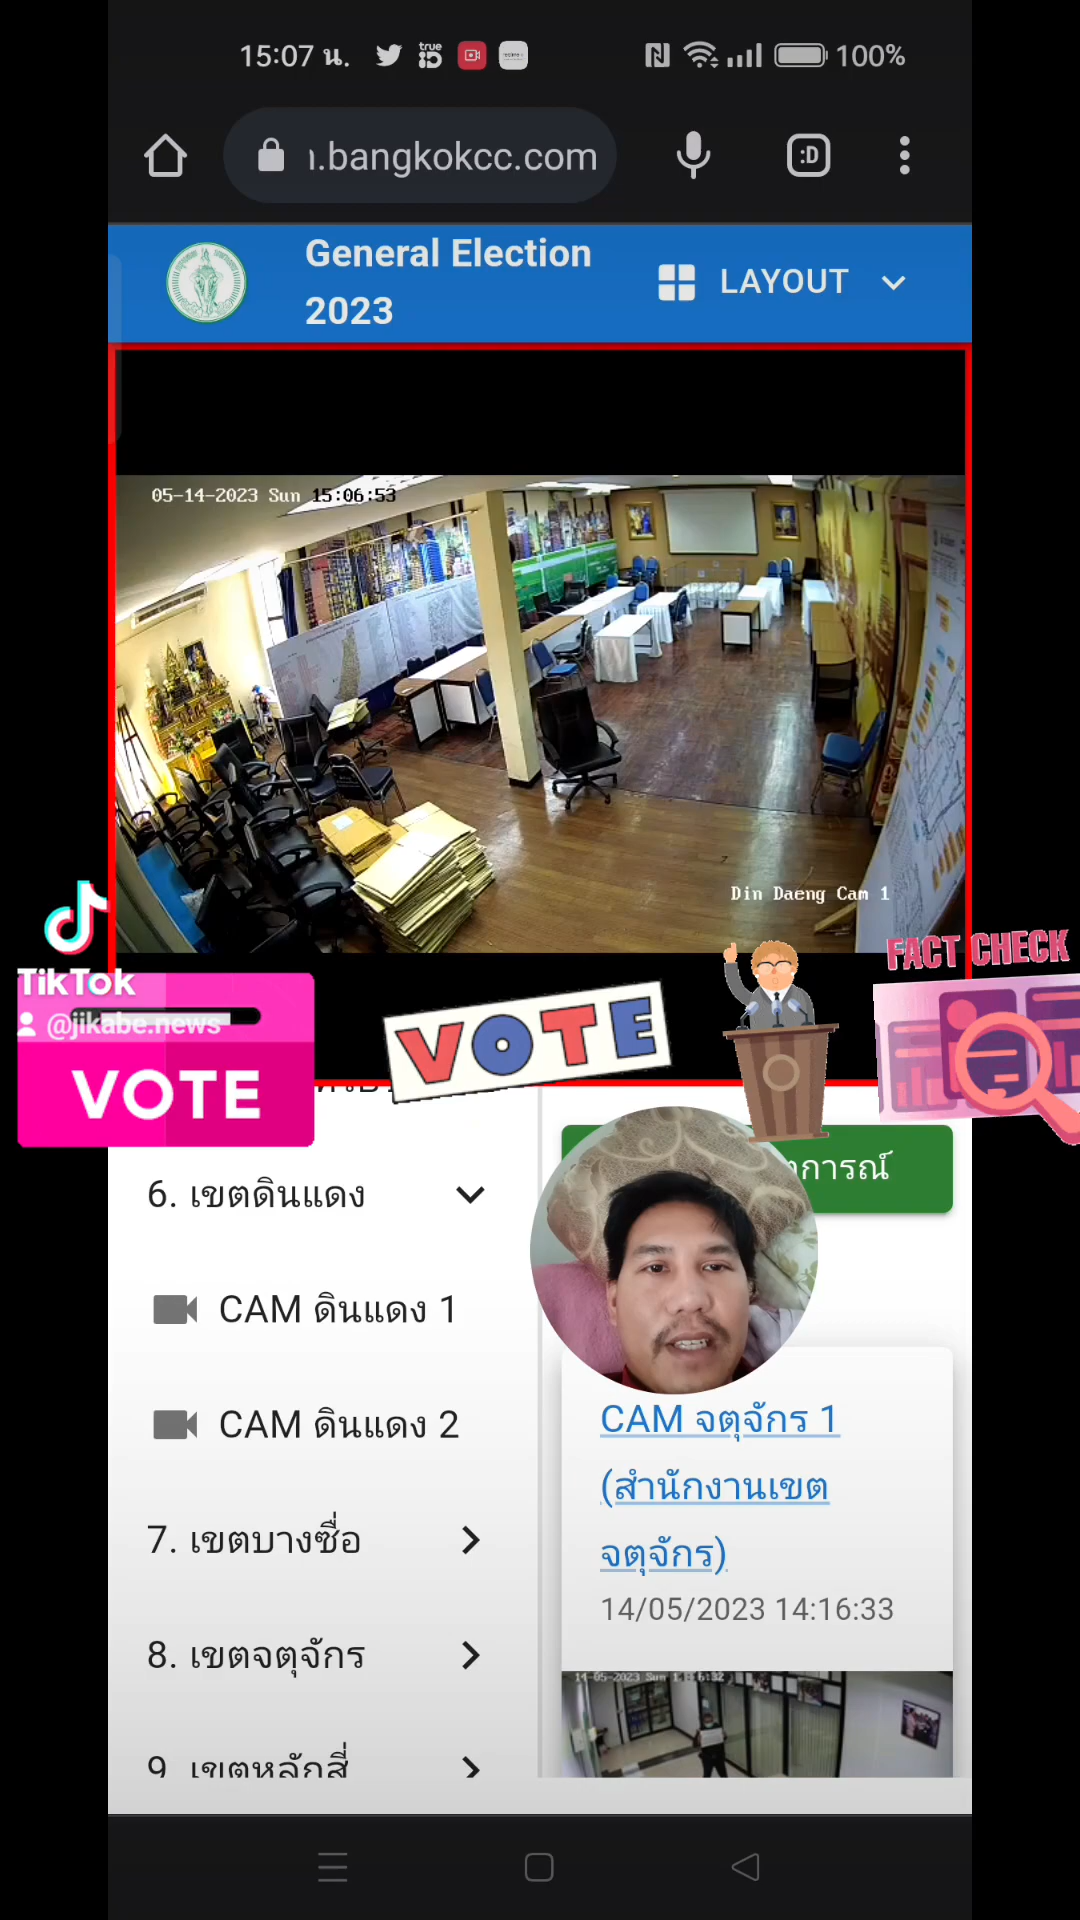 15:07 น.
true
iD
100%
.bangkokcc.com
:D
General Election
2023
LAYOUT
05-14-2023 Sun 15:06:53
Din Daeng Cam 1
TikTok
@jikabe.news
VOTE
VOTE
FACT CHECK
6. เขตดินแดง
CAM ดินแดง 1
CAM ดินแดง 2
7. เขตบางซื่อ
8. เขตจตุจักร
9. เขตหลักสี่
การณ์
CAM จตุจักร 1
(สำนักงานเขต
จตุจักร)
14/05/2023 14:16:33